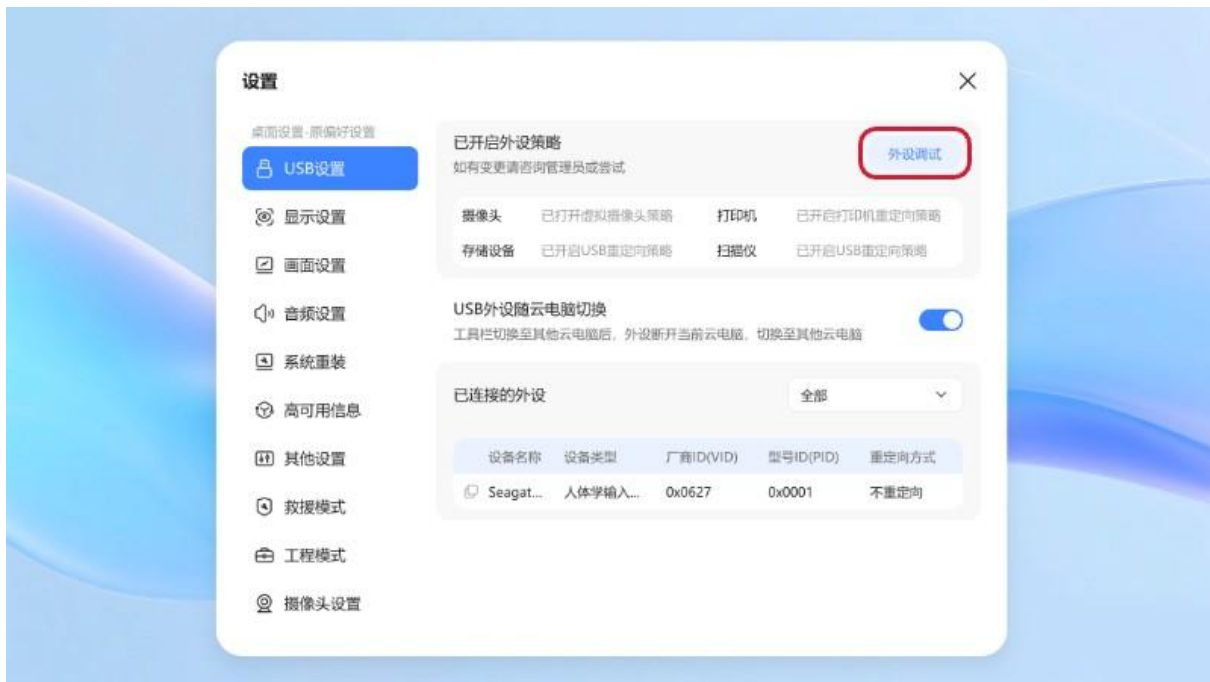 设置
桌面设置-原偏好设置
USB设置
显示设置
画面设置
音频设置
系统重装
高可用信息
其他设置
救援模式
工程模式
摄像头设置
已开启外设策略
如有变更请咨询管理员或尝试
外设调试
摄像头 已打开虚拟摄像头策略 打印机 已开启打印机重定向策略
存储设备 已开启USB重定向策略 扫描仪 已开启USB重定向策略
USB外设随云电脑切换
工具栏切换至其他云电脑后，外设断开当前云电脑，切换至其他云电脑
已连接的外设 全部
设备名称 设备类型 厂商ID(VID) 型号ID(PID) 重定向方式
Seagat... 人体学输入... 0x0627 0x0001 不重定向